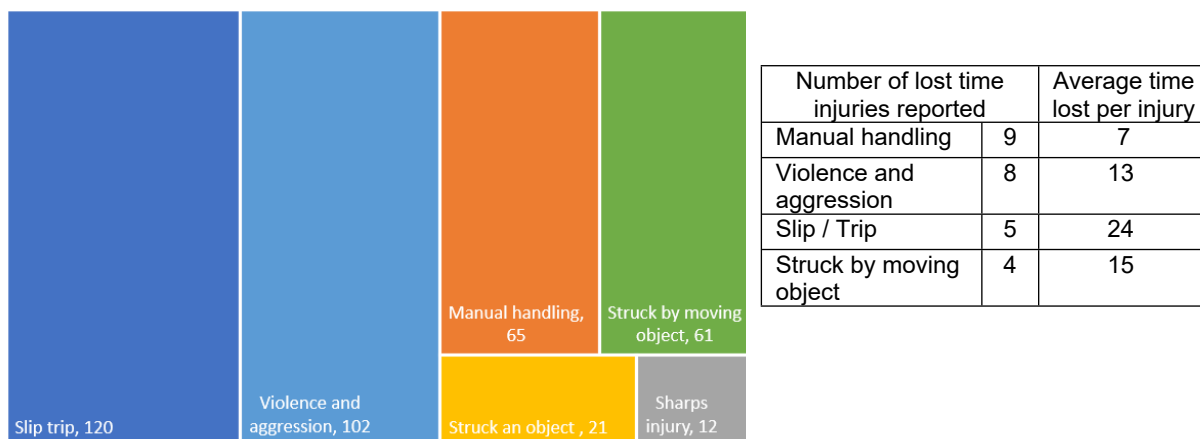 Slip trip, 120
Violence and
aggression, 102
Manual handling,
65
Struck by moving
object, 61
Struck an object , 21
Sharps
injury, 12
Number of lost time
injuries reported
Average time
lost per injury
Manual handling 9 7
Violence and
aggression 8 13
Slip / Trip 5 24
Struck by moving
object 4 15